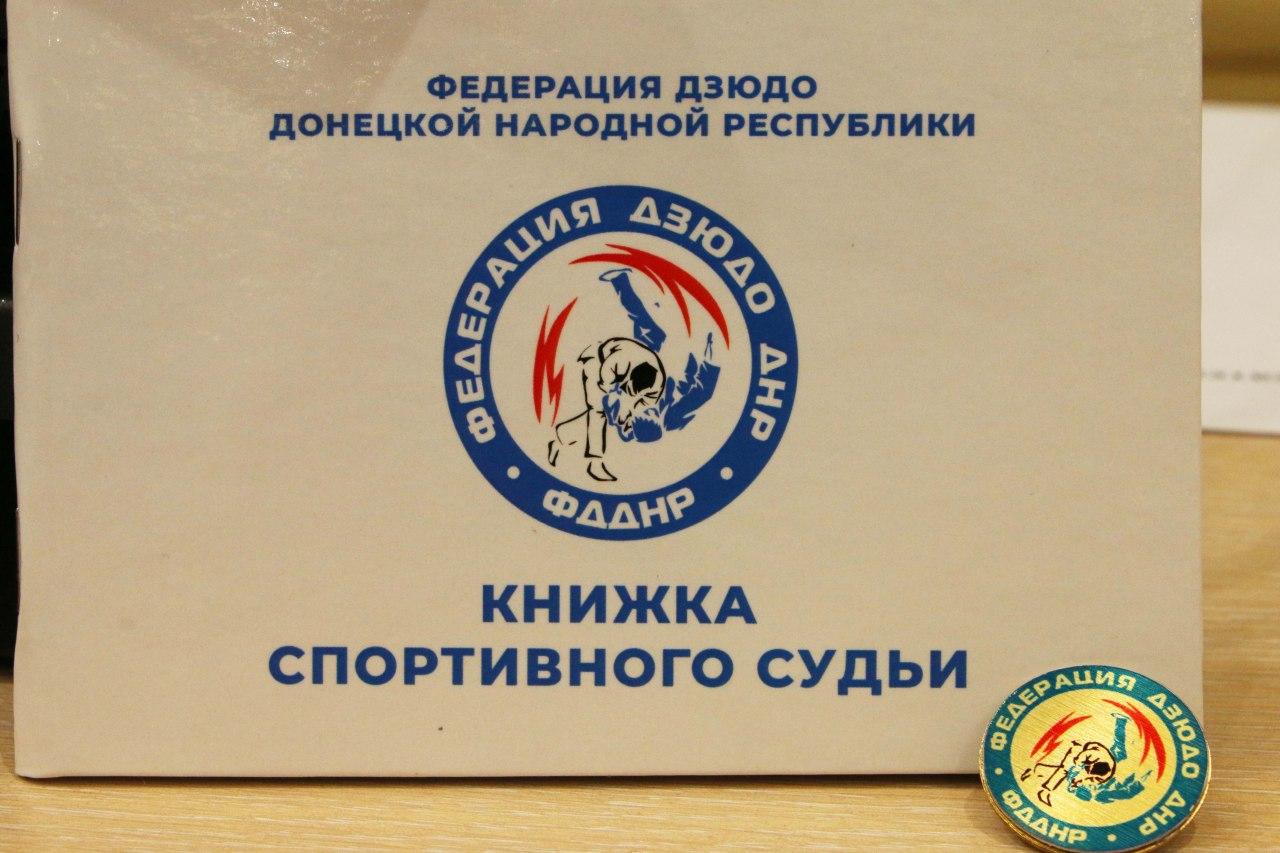 ФЕДЕРАЦИЯ ДЗЮДО
ДОНЕЦКОЙ НАРОДНОЙ РЕСПУБЛИКИ
ФЕДЕРАЦИЯ ДЗЮДО ДНР
• ФДДНР •
КНИЖКА
СПОРТИВНОГО СУДЬИ
ФЕДЕРАЦИЯ ДЗЮДО ДНР
• ФДДНР •